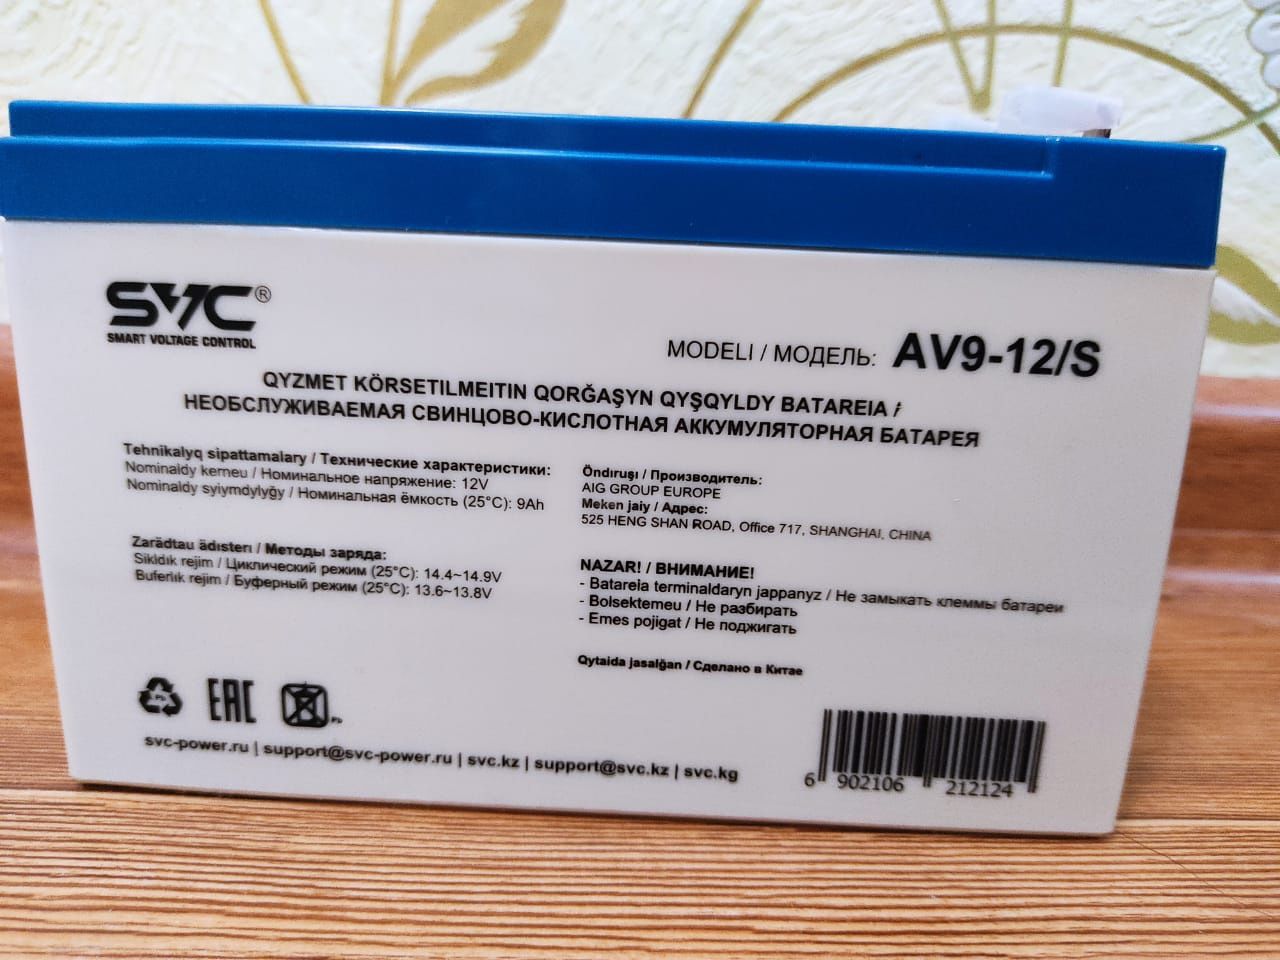 SVC®
SMART VOLTAGE CONTROL
MODELI / МОДЕЛЬ: AV9-12/S
QYZMET KÖRSETILMEITIN QORĞAŞYN QYŞQYLDY BATAREIA /
НЕОБСЛУЖИВАЕМАЯ СВИНЦОВО-КИСЛОТНАЯ АККУМУЛЯТОРНАЯ БАТАРЕЯ
Tehnikalyq sipattamalary / Технические характеристики:
Nominaldy kerneu / Номинальное напряжение: 12V
Nominaldy syiymdylyğy / Номинальная ёмкость (25°C): 9Ah
Zarädtau ädısterı / Методы заряда:
Sikldık rejim / Циклический режим (25°C): 14.4~14.9V
Buferlık rejim / Буферный режим (25°C): 13.6~13.8V
Öndıruşı / Производитель:
AIG GROUP EUROPE
Meken jaiy / Адрес:
525 HENG SHAN ROAD, Office 717, SHANGHAI, CHINA
NAZAR! / ВНИМАНИЕ!
- Batareia terminaldaryn jappanyz / Не замыкать клеммы батареи
- Bolsektemeu / Не разбирать
- Emes pojigat / Не поджигать
Qytaida jasalğan / Сделано в Китае
Pb EAC Pb
svc-power.ru | support@svc-power.ru | svc.kz | support@svc.kz | svc.kg
6 902106 212124